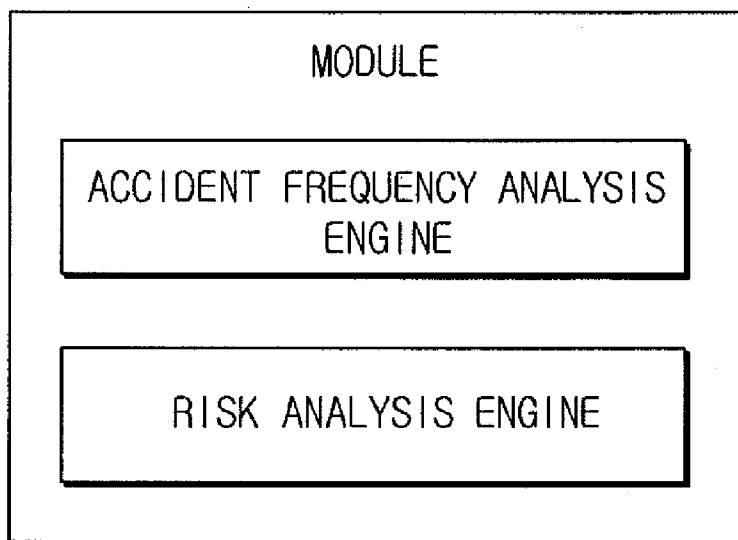 MODULE
ACCIDENT FREQUENCY ANALYSIS
ENGINE
RISK ANALYSIS ENGINE